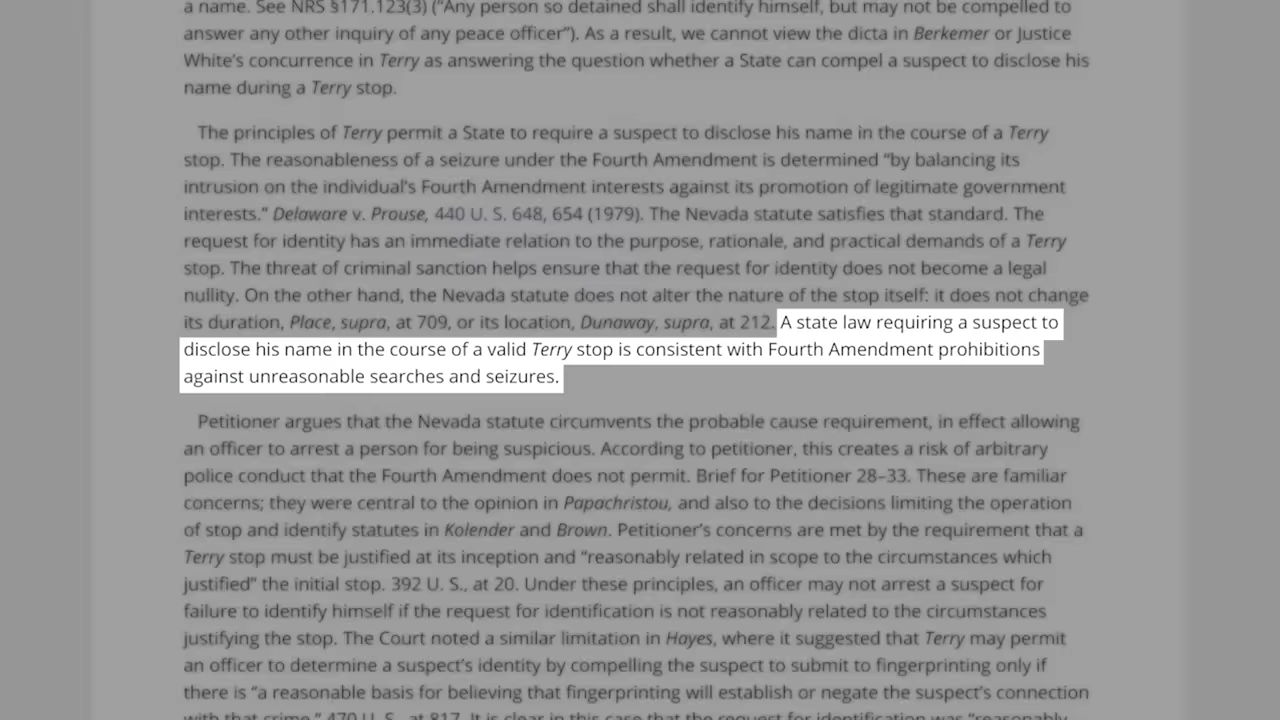 a name. See NRS §171.123(3) (“Any person so detained shall identify himself, but may not be compelled to
answer any other inquiry of any peace officer”). As a result, we cannot view the dicta in Berkemer or Justice
White’s concurrence in Terry as answering the question whether a State can compel a suspect to disclose his
name during a Terry stop.
The principles of Terry permit a State to require a suspect to disclose his name in the course of a Terry
stop. The reasonableness of a seizure under the Fourth Amendment is determined “by balancing its
intrusion on the individual’s Fourth Amendment interests against its promotion of legitimate government
interests.” Delaware v. Prouse, 440 U. S. 648, 654 (1979). The Nevada statute satisfies that standard. The
request for identity has an immediate relation to the purpose, rationale, and practical demands of a Terry
stop. The threat of criminal sanction helps ensure that the request for identity does not become a legal
nullity. On the other hand, the Nevada statute does not alter the nature of the stop itself: it does not change
its duration, Place, supra, at 709, or its location, Dunaway, supra, at 212. A state law requiring a suspect to
disclose his name in the course of a valid Terry stop is consistent with Fourth Amendment prohibitions
against unreasonable searches and seizures.
Petitioner argues that the Nevada statute circumvents the probable cause requirement, in effect allowing
an officer to arrest a person for being suspicious. According to petitioner, this creates a risk of arbitrary
police conduct that the Fourth Amendment does not permit. Brief for Petitioner 28–33. These are familiar
concerns; they were central to the opinion in Papachristou, and also to the decisions limiting the operation
of stop and identify statutes in Kolender and Brown. Petitioner’s concerns are met by the requirement that a
Terry stop must be justified at its inception and “reasonably related in scope to the circumstances which
justified” the initial stop. 392 U. S., at 20. Under these principles, an officer may not arrest a suspect for
failure to identify himself if the request for identification is not reasonably related to the circumstances
justifying the stop. The Court noted a similar limitation in Hayes, where it suggested that Terry may permit
an officer to determine a suspect’s identity by compelling the suspect to submit to fingerprinting only if
there is “a reasonable basis for believing that fingerprinting will establish or negate the suspect’s connection
with that crime.” 470 U. S., at 817. It is clear in this case that the request for identification was “reasonably